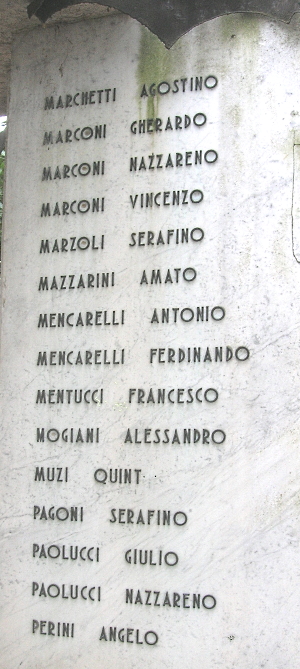 MARCHETTI AGOSTINO
MARCONI GHERARDO
MARCONI NAZZARENO
MARCONI VINCENZO
MARZOLI SERAFINO
MAZZARINI AMATO
MENCARELLI ANTONIO
MENCARELLI FERDINANDO
MENTUCCI FRANCESCO
MOGIANI ALESSANDRO
MUZI QUINT
PAGONI SERAFINO
PAOLUCCI GIULIO
PAOLUCCI NAZZARENO
PERINI ANGELO